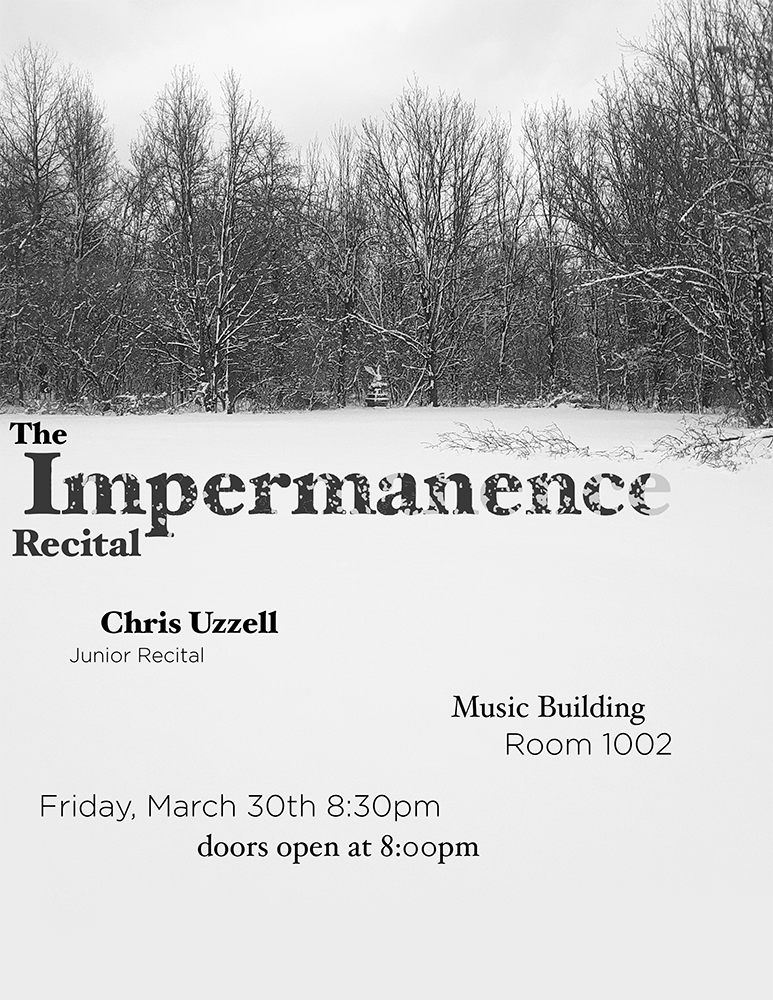 The
Impermanence
Recital
Chris Uzzell
Junior Recital
Music Building
Room 1002
Friday, March 30th 8:30pm
doors open at 8:00pm